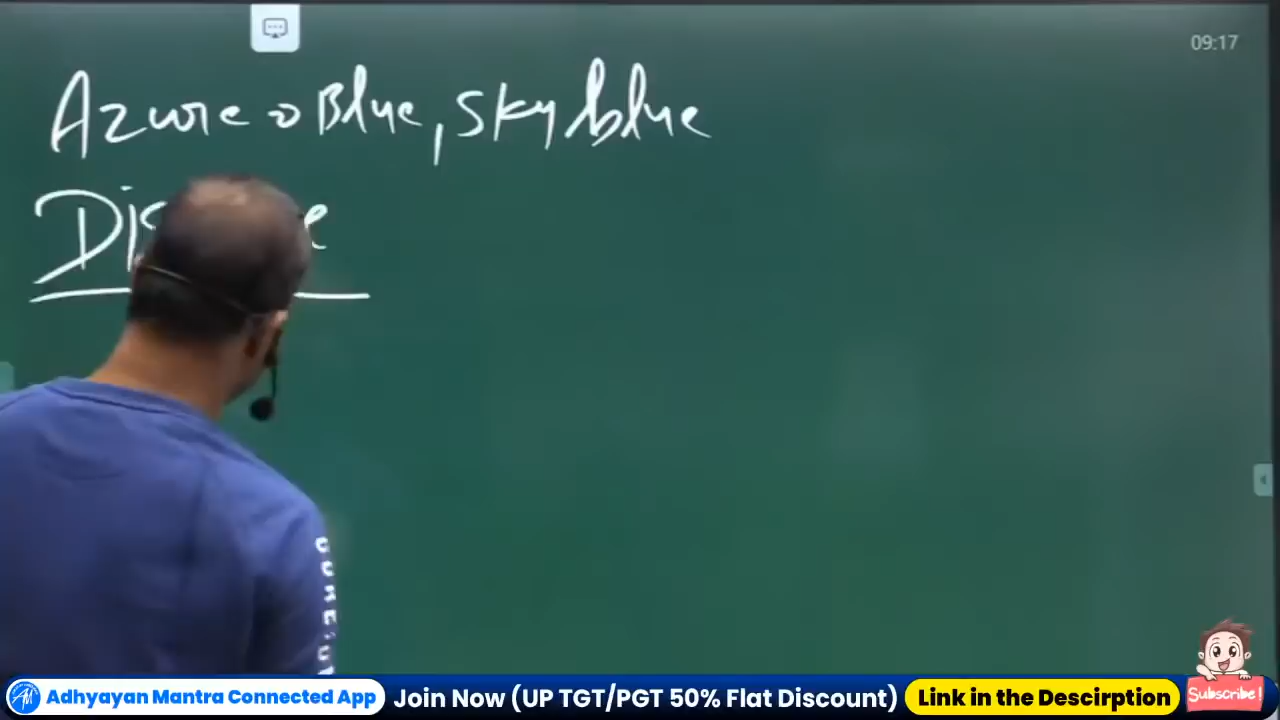 09:17
Azure → Blue, sky blue
Adhyayan Mantra Connected App
Join Now (UP TGT/PGT 50% Flat Discount)
Link in the Descirption
Subscribe!